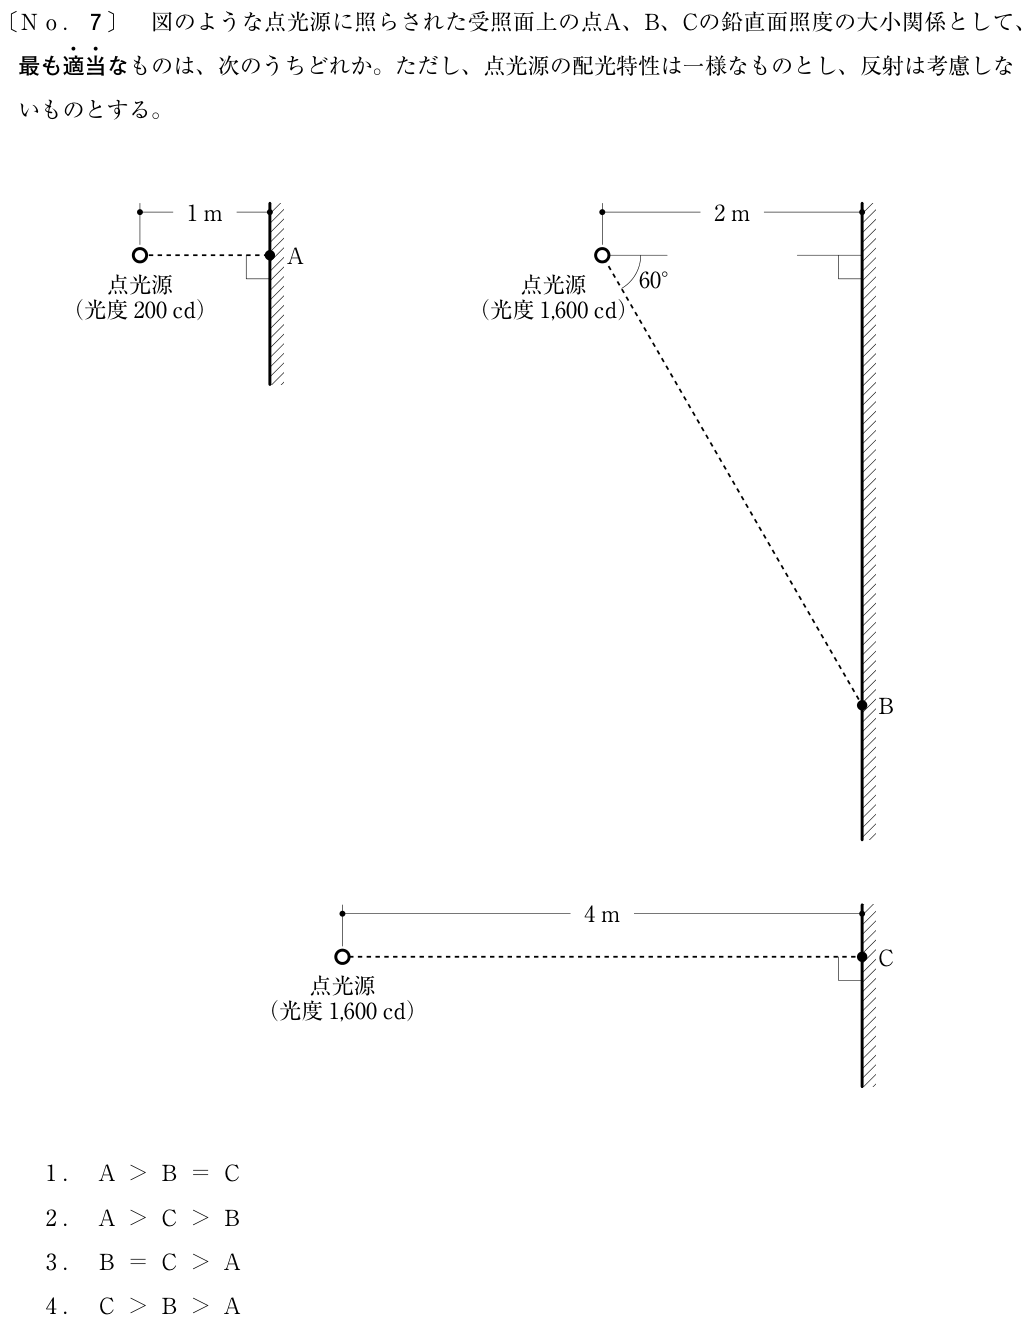 〔No. 7〕 図のような点光源に照らされた受照面上の点A、B、Cの鉛直面照度の大小関係として、
最も適当なものは、次のうちどれか。ただし、点光源の配光特性は一様なものとし、反射は考慮しな
いものとする。
1 m
2 m
A
60°
点光源
(光度 200 cd)
点光源
(光度 1,600 cd)
B
4 m
C
点光源
(光度 1,600 cd)
1. A > B = C
2. A > C > B
3. B = C > A
4. C > B > A